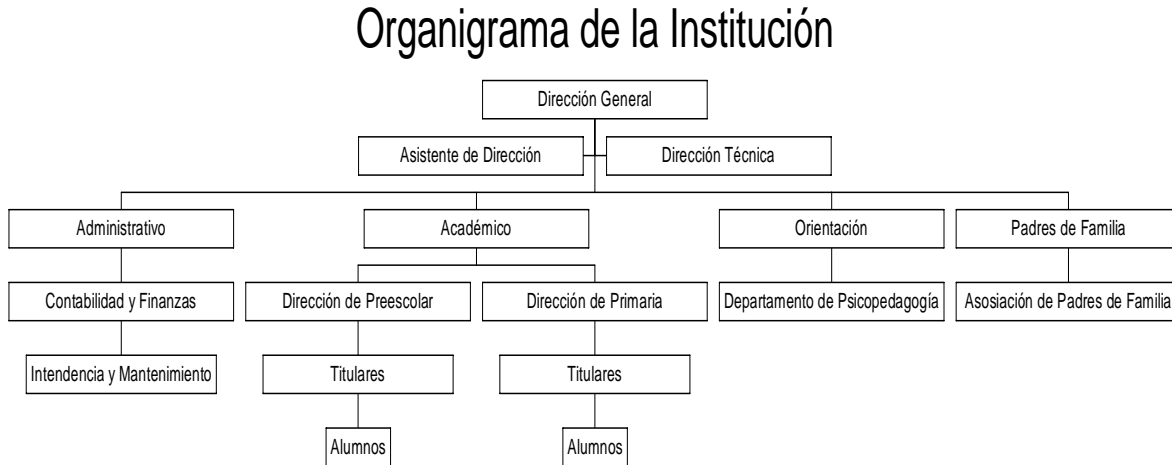 Organigrama de la Institución
Dirección General
Asistente de Dirección
Dirección Técnica
Administrativo
Académico
Orientación
Padres de Familia
Contabilidad y Finanzas
Dirección de Preescolar
Dirección de Primaria
Departamento de Psicopedagogía
Asosiación de Padres de Familia
Intendencia y Mantenimiento
Titulares
Titulares
Alumnos
Alumnos